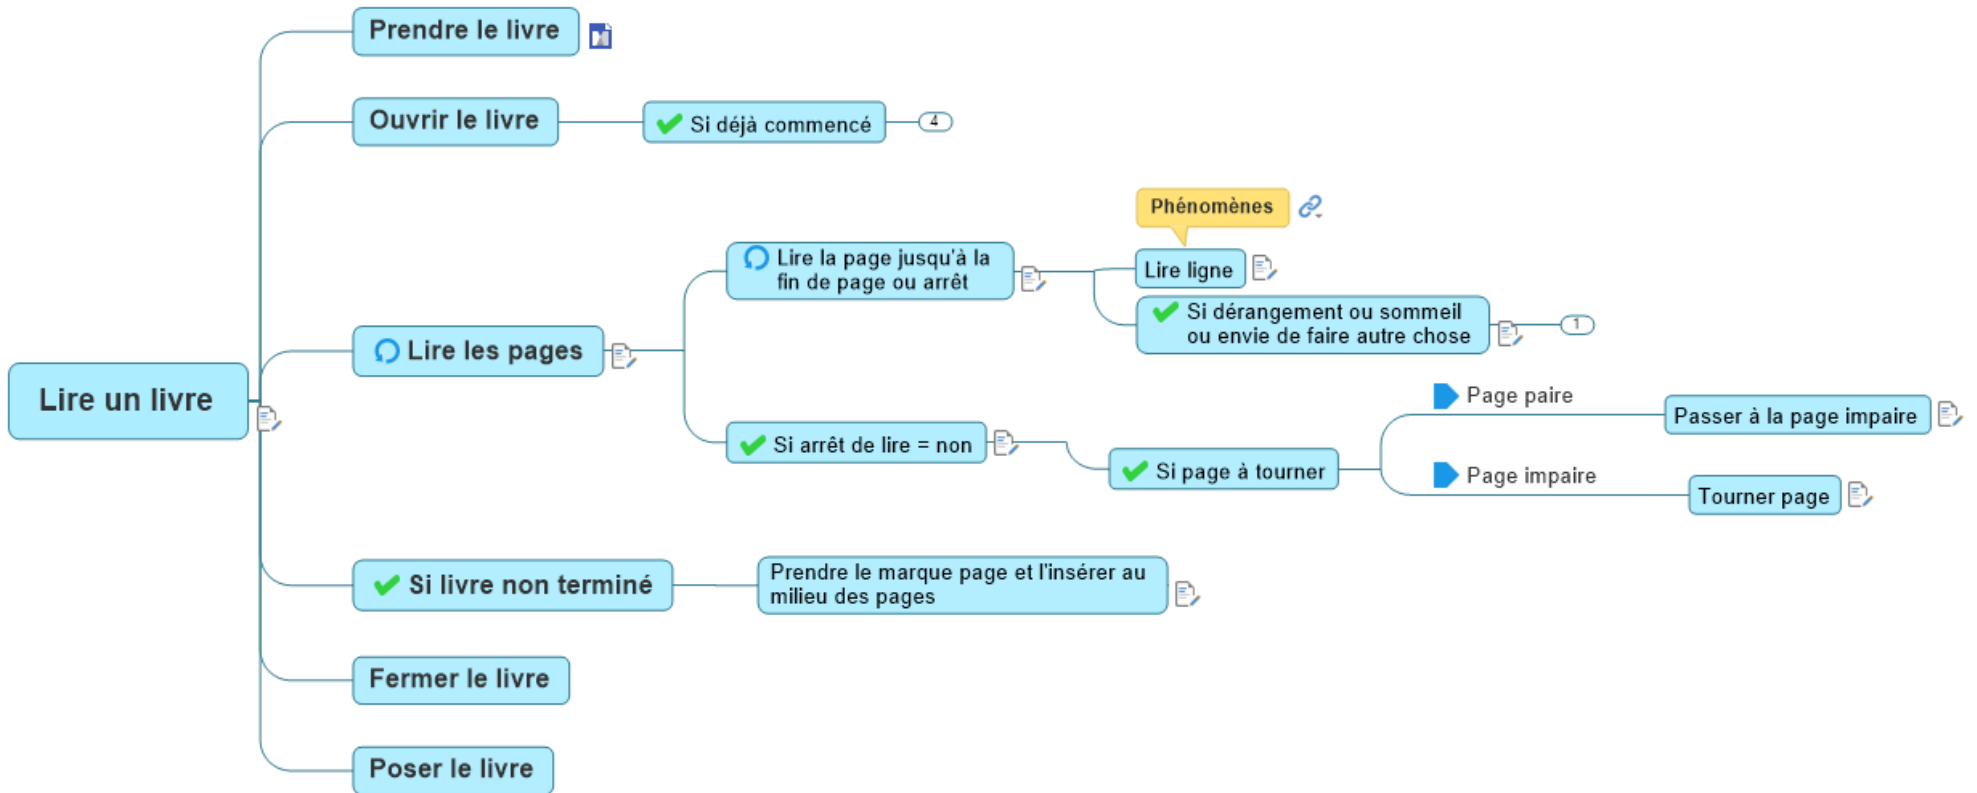 Prendre le livre
Ouvrir le livre
Si déjà commencé
4
Phénomènes
Lire la page jusqu'à la
fin de page ou arrêt
Lire ligne
Si dérangement ou sommeil
ou envie de faire autre chose
1
Lire les pages
Lire un livre
Si arrêt de lire = non
Si page à tourner
Page paire
Passer à la page impaire
Page impaire
Tourner page
Si livre non terminé
Prendre le marque page et l'insérer au
milieu des pages
Fermer le livre
Poser le livre